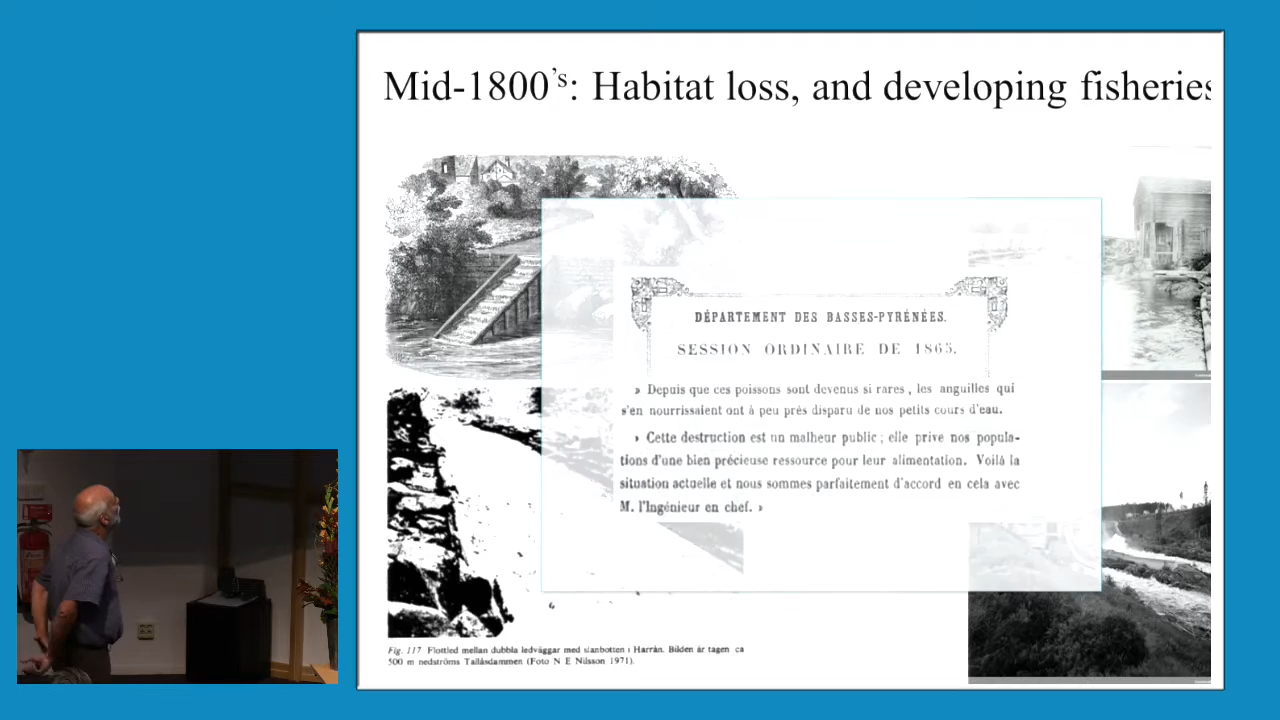 Mid-1800's: Habitat loss, and developing fisheries
DÉPARTEMENT DES BASSES-PYRÉNÉES.
SESSION ORDINAIRE DE 1865.
» Depuis que ces poissons sont devenus si rares , les anguilles qui
s'en nourrissaient ont à peu près disparu de nos petits cours d'eau.
» Cette destruction est un malheur public ; elle prive nos popula-
tions d'une bien précieuse ressource pour leur alimentation. Voilà la
situation actuelle et nous sommes parfaitement d'accord en cela avec
M. l'Ingénieur en chef. »
Fig. 117 Flottled mellan dubbla ledväggar med slanbotten i Harrån. Bilden är tagen ca
500 m nedströms Tallåsdammen (Foto N E Nilsson 1971).